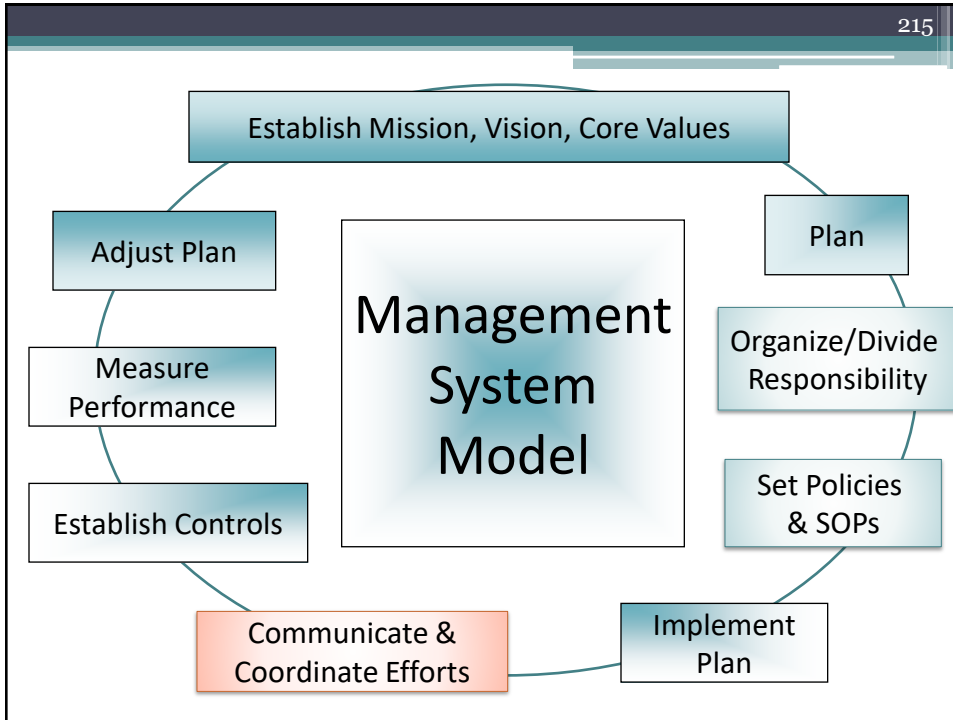 215
Establish Mission, Vision, Core Values
Plan
Organize/Divide
Responsibility
Set Policies
& SOPs
Implement
Plan
Communicate &
Coordinate Efforts
Establish Controls
Measure
Performance
Adjust Plan
Management
System
Model